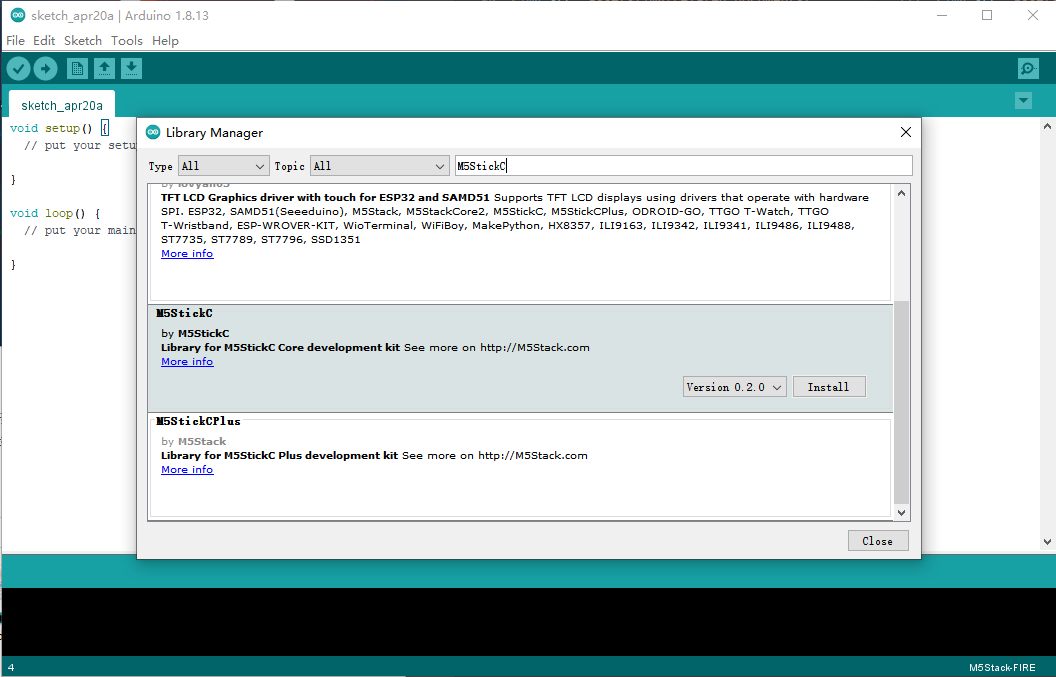 sketch_apr20a | Arduino 1.8.13
File Edit Sketch Tools Help
sketch_apr20a
void setup() {
// put your setu
}
void loop() {
// put your main
}
Library Manager
Type All Topic All M5StickC
TFT LCD Graphics driver with touch for ESP32 and SAMD51 Supports TFT LCD displays using drivers that operate with hardware
SPI. ESP32, SAMD51(Seeeduino), M5Stack, M5StackCore2, M5StickC, M5StickCPlus, ODROID-GO, TTGO T-Watch, TTGO
T-Wristband, ESP-WROVER-KIT, WioTerminal, WiFiBoy, MakePython, HX8357, ILI9163, ILI9342, ILI9341, ILI9486, ILI9488,
ST7735, ST7789, ST7796, SSD1351
More info
M5StickC
by M5StickC
Library for M5StickC Core development kit See more on http://M5Stack.com
More info
Version 0.2.0 Install
M5StickCPlus
by M5Stack
Library for M5StickC Plus development kit See more on http://M5Stack.com
More info
Close
4 M5Stack-FIRE